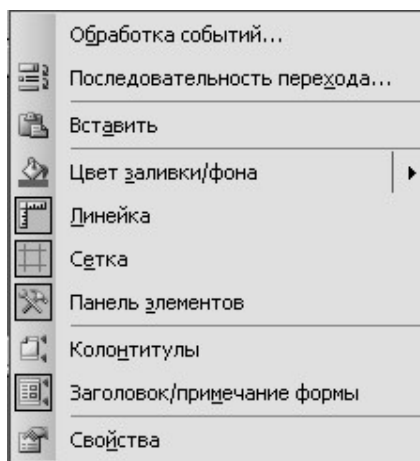 Обработка событий...
Последовательность перехода...
Вставить
Цвет заливки/фона
Линейка
Сетка
Панель элементов
Колонтитулы
Заголовок/примечание формы
Свойства